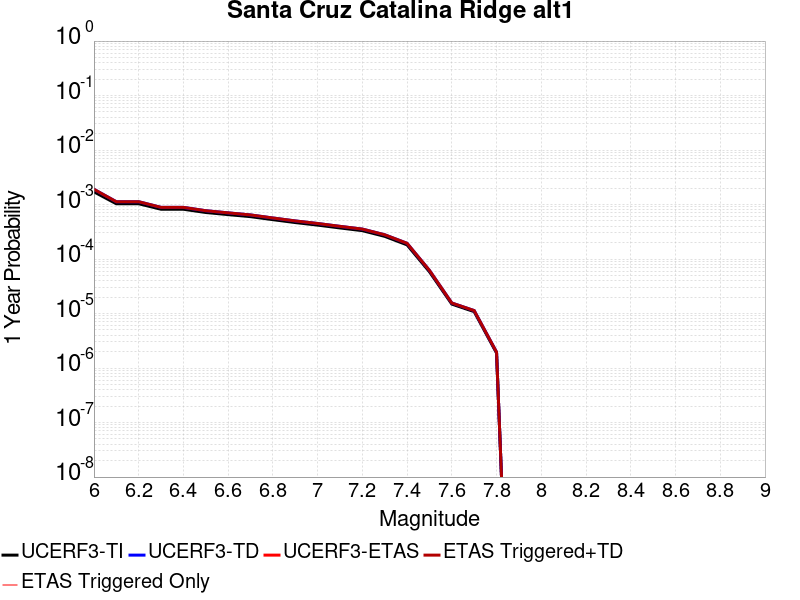 Santa Cruz Catalina Ridge alt1
10^0
10^-1
10^-2
10^-3
10^-4
10^-5
10^-6
10^-7
10^-8
1 Year Probability
6 6.2 6.4 6.6 6.8 7 7.2 7.4 7.6 7.8 8 8.2 8.4 8.6 8.8 9
Magnitude
UCERF3-TI UCERF3-TD UCERF3-ETAS ETAS Triggered+TD
ETAS Triggered Only